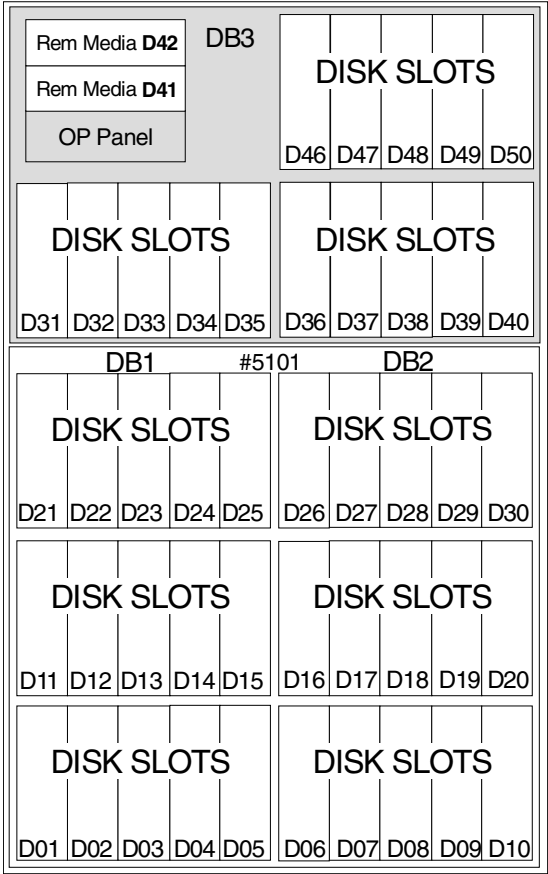 Rem Media D42 DB3
Rem Media D41
OP Panel
DISK SLOTS
D46 D47 D48 D49 D50
DISK SLOTS DISK SLOTS
D31 D32 D33 D34 D35 D36 D37 D38 D39 D40
DB1 #5101 DB2
DISK SLOTS DISK SLOTS
D21 D22 D23 D24 D25 D26 D27 D28 D29 D30
DISK SLOTS DISK SLOTS
D11 D12 D13 D14 D15 D16 D17 D18 D19 D20
DISK SLOTS DISK SLOTS
D01 D02 D03 D04 D05 D06 D07 D08 D09 D10